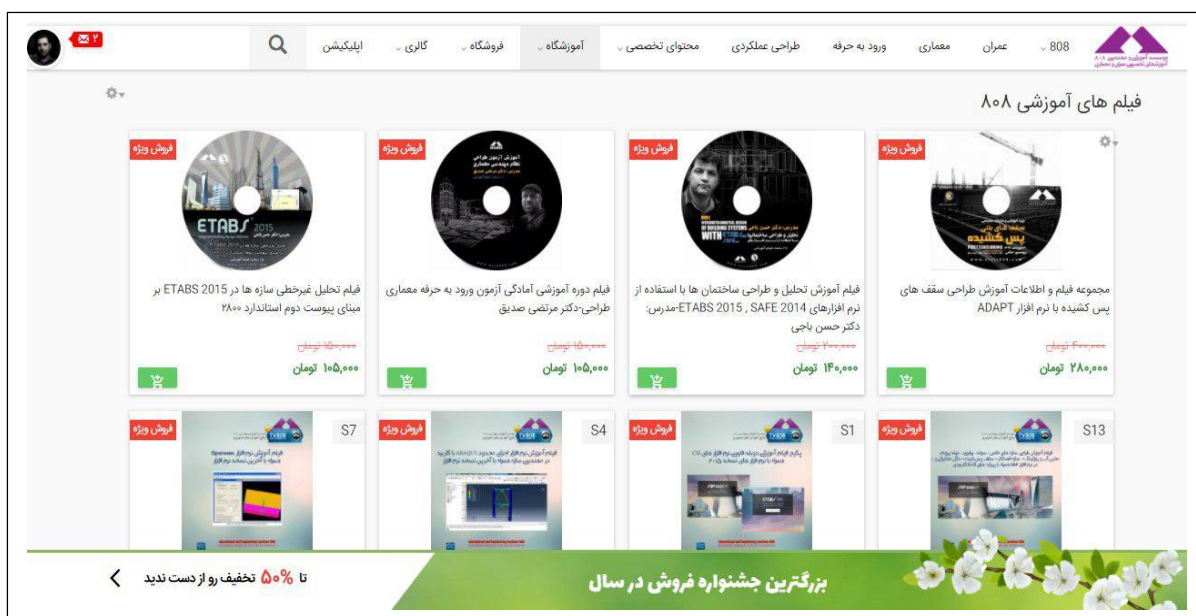 808
عمران
معماری
ورود به حرفه
طراحی عملکردی
محتوای تخصصی
آموزشگاه
فروشگاه
گالری
اپلیکیشن
۲
فیلم های آموزشی ۸۰۸
فروش ویژه
پس کشیده
مجموعه فیلم و اطلاعات آموزش طراحی سقف های
پس کشیده با نرم افزار ADAPT
۴۰۰,۰۰۰ تومان
۲۸۰,۰۰۰ تومان
فروش ویژه
فیلم آموزش تحلیل و طراحی ساختمان ها با استفاده از
نرم افزارهای ETABS 2015 , SAFE 2014-مدرس:
دکتر حسن باجی
۲۰۰,۰۰۰ تومان
۱۴۰,۰۰۰ تومان
فروش ویژه
فیلم دوره آموزشی آمادگی آزمون ورود به حرفه معماری
طراحی-دکتر مرتضی صدیق
۱۵۰,۰۰۰ تومان
۱۰۵,۰۰۰ تومان
فروش ویژه
ETABS 2015
فیلم تحلیل غیرخطی سازه ها در ETABS 2015 بر
مبنای پیوست دوم استاندارد ۲۸۰۰
۱۵۰,۰۰۰ تومان
۱۰۵,۰۰۰ تومان
S13
فروش ویژه
TV808
S1
فروش ویژه
TV808
S4
فروش ویژه
TV808
S7
فروش ویژه
TV808
بزرگترین جشنواره فروش در سال
تا ۵۰% تخفیف رو از دست ندید